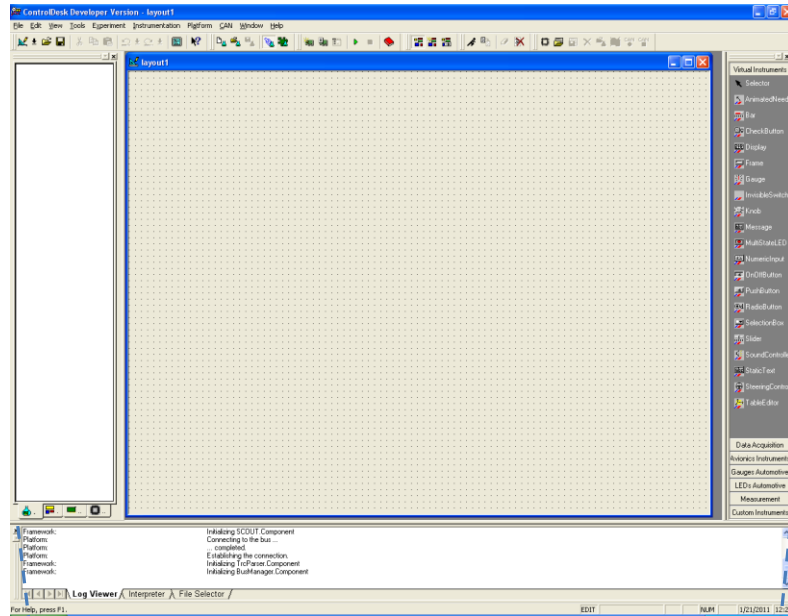 ControlDesk Developer Version - layout1
File Edit View Tools Experiment Instrumentation Platform CAN Window Help
layout1
Virtual Instruments
Selector
AnimatedNeed
Bar
CheckButton
Display
Frame
Gauge
InvisibleSwitch
Knob
Message
MultiStateLED
NumericInput
OnOffButton
PushButton
RadioButton
SelectionBox
Slider
SoundControlle
StaticText
SteeringContro
TableEditor
Data Acquisition
Avionics Instruments
Gauges Automotive
LEDs Automotive
Measurement
Custom Instruments
Framework: Initializing SCOUT.Component
Platform: Connecting to the bus ...
Platform: ... completed.
Platform: Establishing the connection.
Framework: Initializing TrcParser.Component
Framework: Initializing BusManager.Component
Log Viewer Interpreter File Selector
For Help, press F1. EDIT NUM 1/21/2011